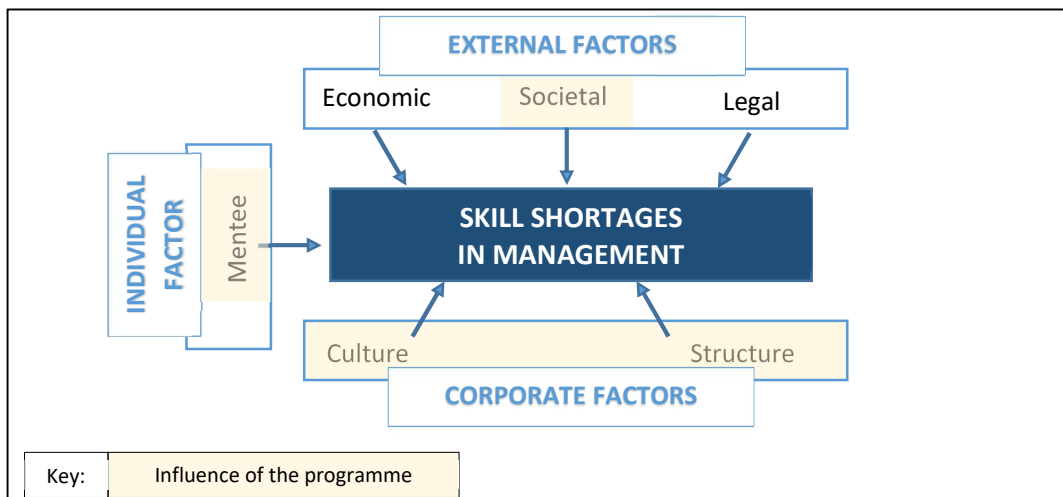 EXTERNAL FACTORS
Economic Societal Legal
INDIVIDUAL
FACTOR
Mentee
SKILL SHORTAGES
IN MANAGEMENT
Culture Structure
CORPORATE FACTORS
Key: Influence of the programme